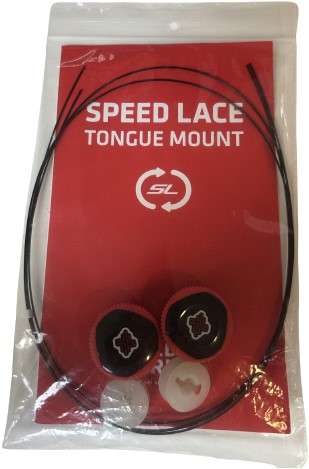 SPEED LACE
TONGUE MOUNT
SL